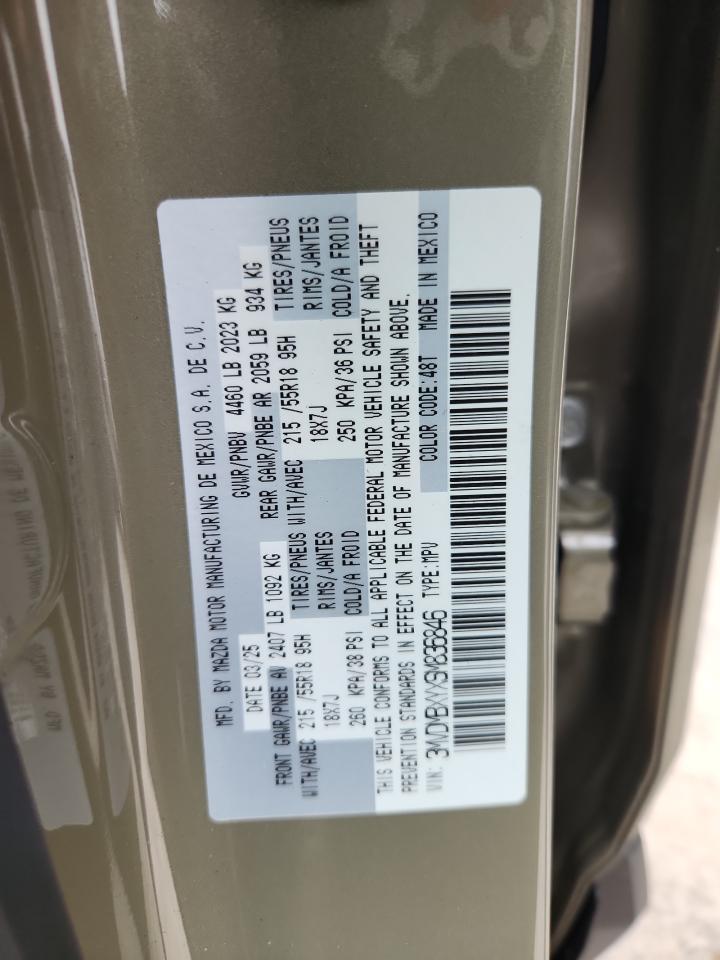 MFD. BY MAZDA MOTOR MANUFACTURING DE MEXICO S.A. DE C.V.
DATE 03/25 GVWR/PNBV 4460 LB 2023 KG
FRONT GAWR/PNBE AV 2407 LB 1092 KG REAR GAWR/PNBE AR 2059 LB 934 KG
WITH/AVEC 215 /55R18 95H TIRES/PNEUS WITH/AVEC 215 /55R18 95H TIRES/PNEUS
18X7J RIMS/JANTES 18X7J RIMS/JANTES
260 KPA/38 PSI COLD/A FROID 250 KPA/36 PSI COLD/A FROID
THIS VEHICLE CONFORMS TO ALL APPLICABLE FEDERAL MOTOR VEHICLE SAFETY AND THEFT
PREVENTION STANDARDS IN EFFECT ON THE DATE OF MANUFACTURE SHOWN ABOVE.
VIN: TYPE:MPV COLOR CODE:48T MADE IN MEXICO